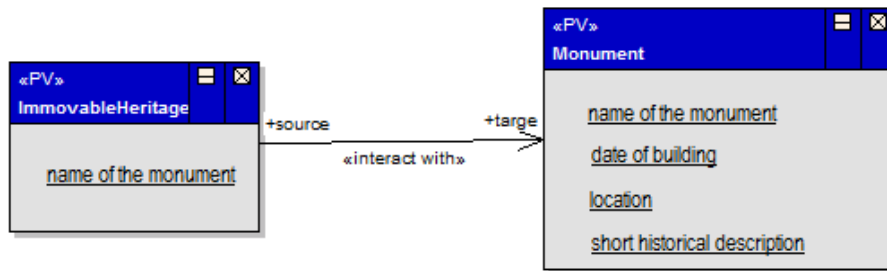 «PV»
ImmovableHeritage
name of the monument
+source
+targe
«interact with»
«PV»
Monument
name of the monument
date of building
location
short historical description